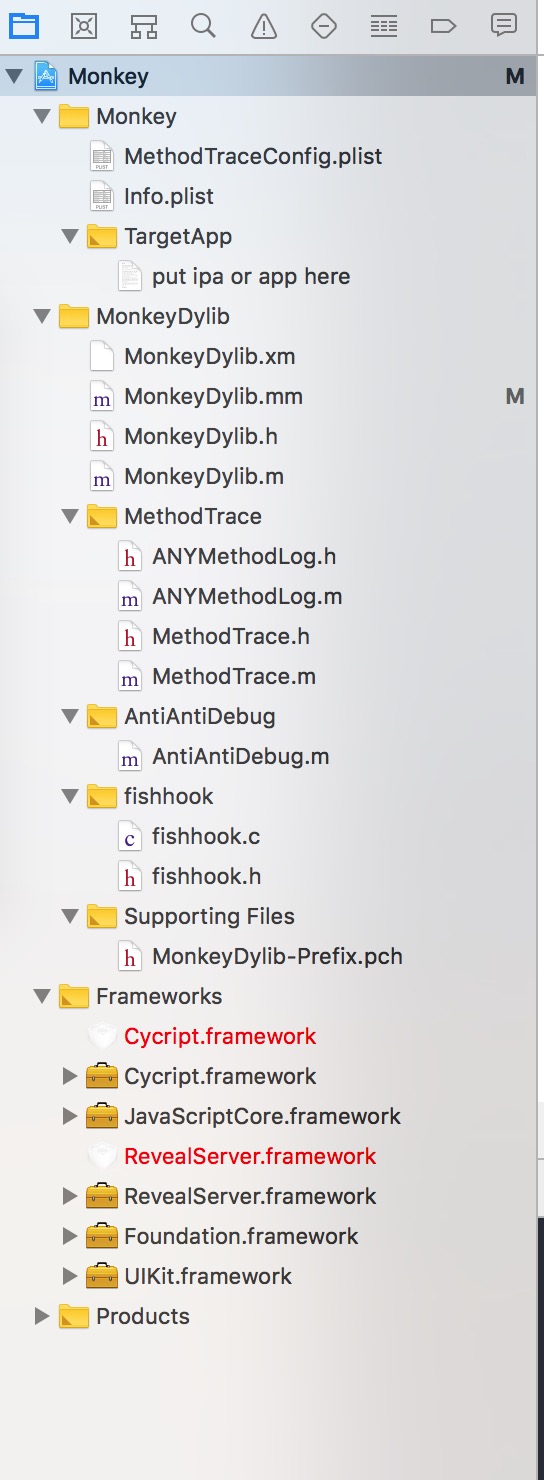 Monkey M
Monkey
MethodTraceConfig.plist
Info.plist
TargetApp
put ipa or app here
MonkeyDylib
MonkeyDylib.xm
m MonkeyDylib.mm M
h MonkeyDylib.h
m MonkeyDylib.m
MethodTrace
h ANYMethodLog.h
m ANYMethodLog.m
h MethodTrace.h
m MethodTrace.m
AntiAntiDebug
m AntiAntiDebug.m
fishhook
c fishhook.c
h fishhook.h
Supporting Files
h MonkeyDylib-Prefix.pch
Frameworks
Cycript.framework
Cycript.framework
JavaScriptCore.framework
RevealServer.framework
RevealServer.framework
Foundation.framework
UIKit.framework
Products